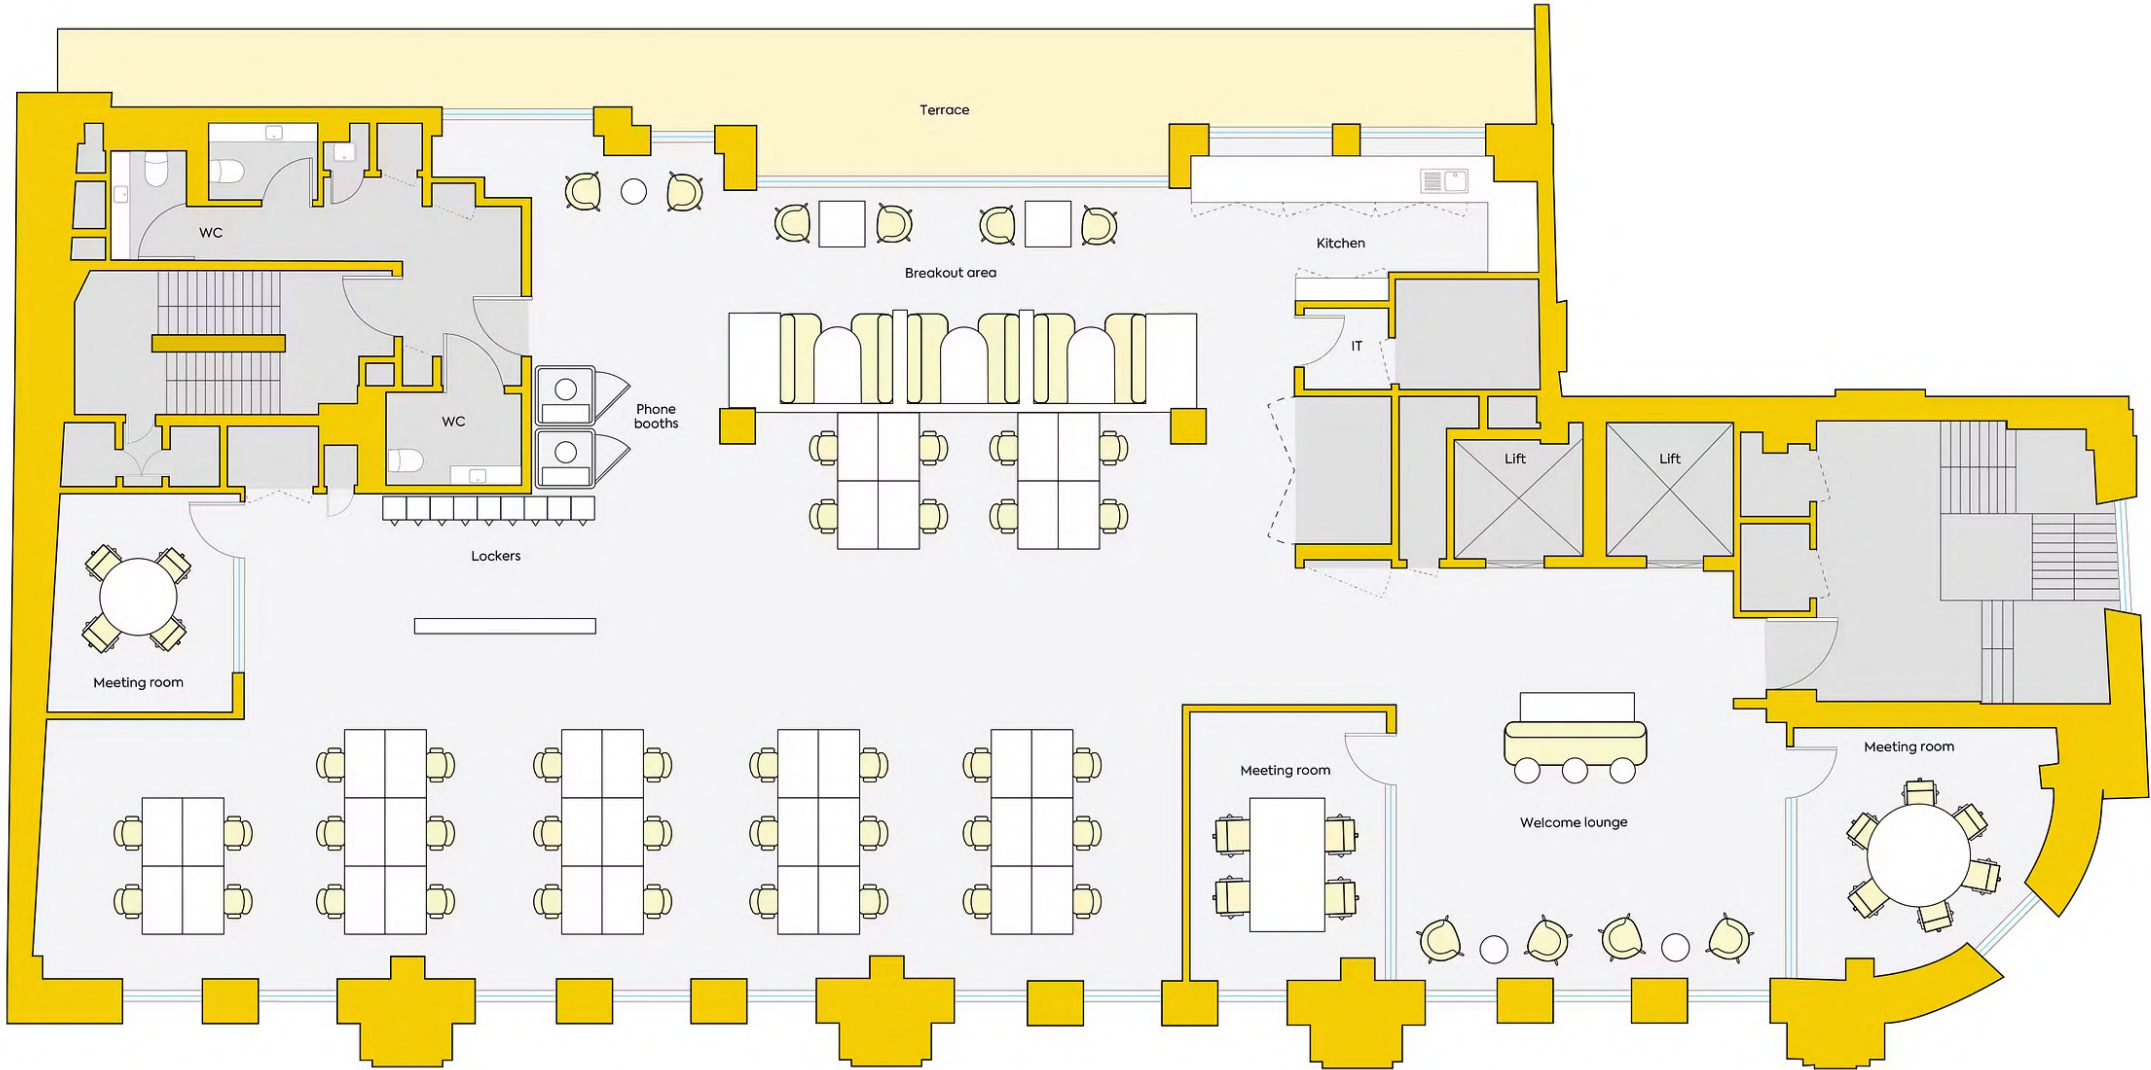 Terrace
WC
Kitchen
Breakout area
IT
Phone
booths
WC
Lift
Lift
Lockers
Meeting room
Meeting room
Meeting room
Welcome lounge